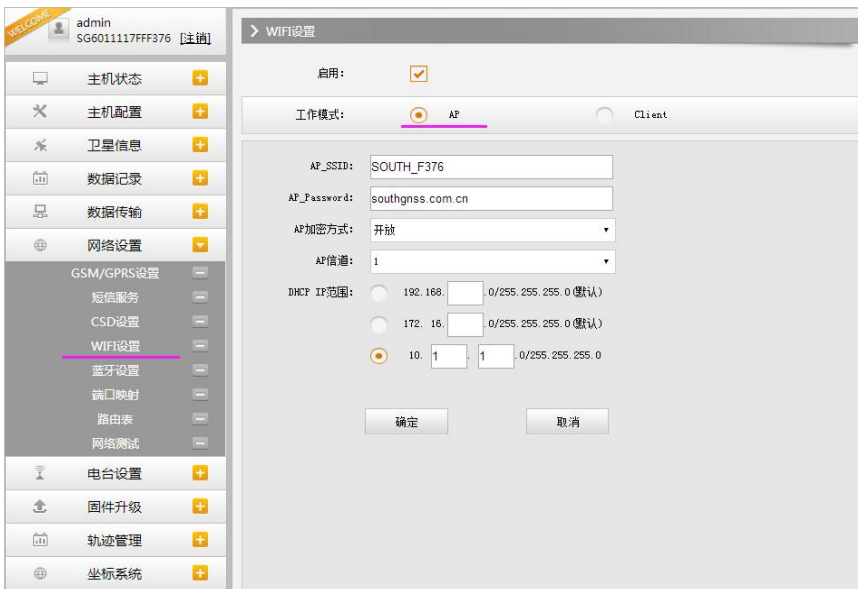 WELCOME
admin
SG6011117FFF376 [注销]
主机状态
主机配置
卫星信息
数据记录
数据传输
网络设置
GSM/GPRS设置
短信服务
CSD设置
WIFI设置
蓝牙设置
端口映射
路由表
网络测试
电台设置
固件升级
轨迹管理
坐标系统
WIFI设置
启用:
工作模式: AP Client
AP_SSID: SOUTH_F376
AP_Password: southgnss.com.cn
AP加密方式: 开放
AP信道: 1
DHCP IP范围: 192.168. .0/255.255.255.0(默认)
172. 16. .0/255.255.255.0(默认)
10. 1 . 1 .0/255.255.255.0
确定 取消